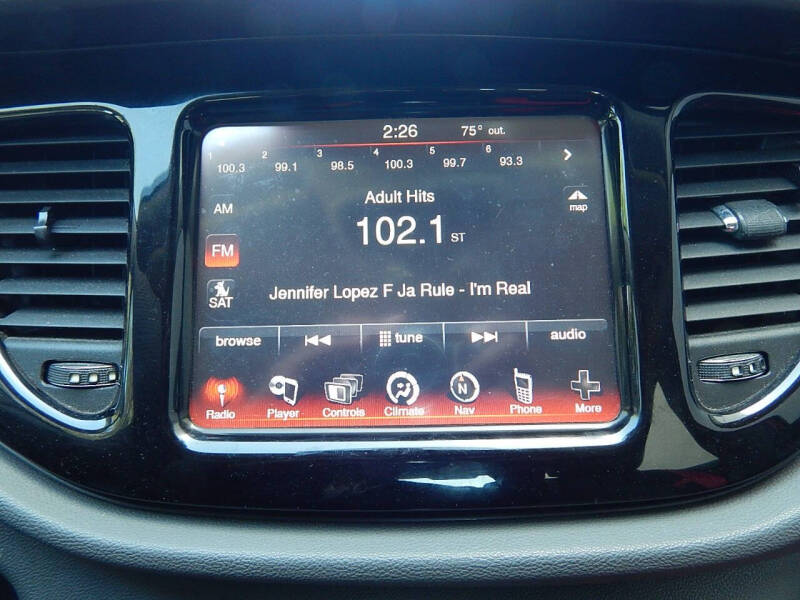 2:26 75° out.
1 2 3 4 5 6
100.3 99.1 98.5 100.3 99.7 93.3
Adult Hits
AM
map
102.1 ST
FM
SAT
Jennifer Lopez F Ja Rule - I'm Real
browse tune audio
Radio Player Controls Climate Nav Phone More
N